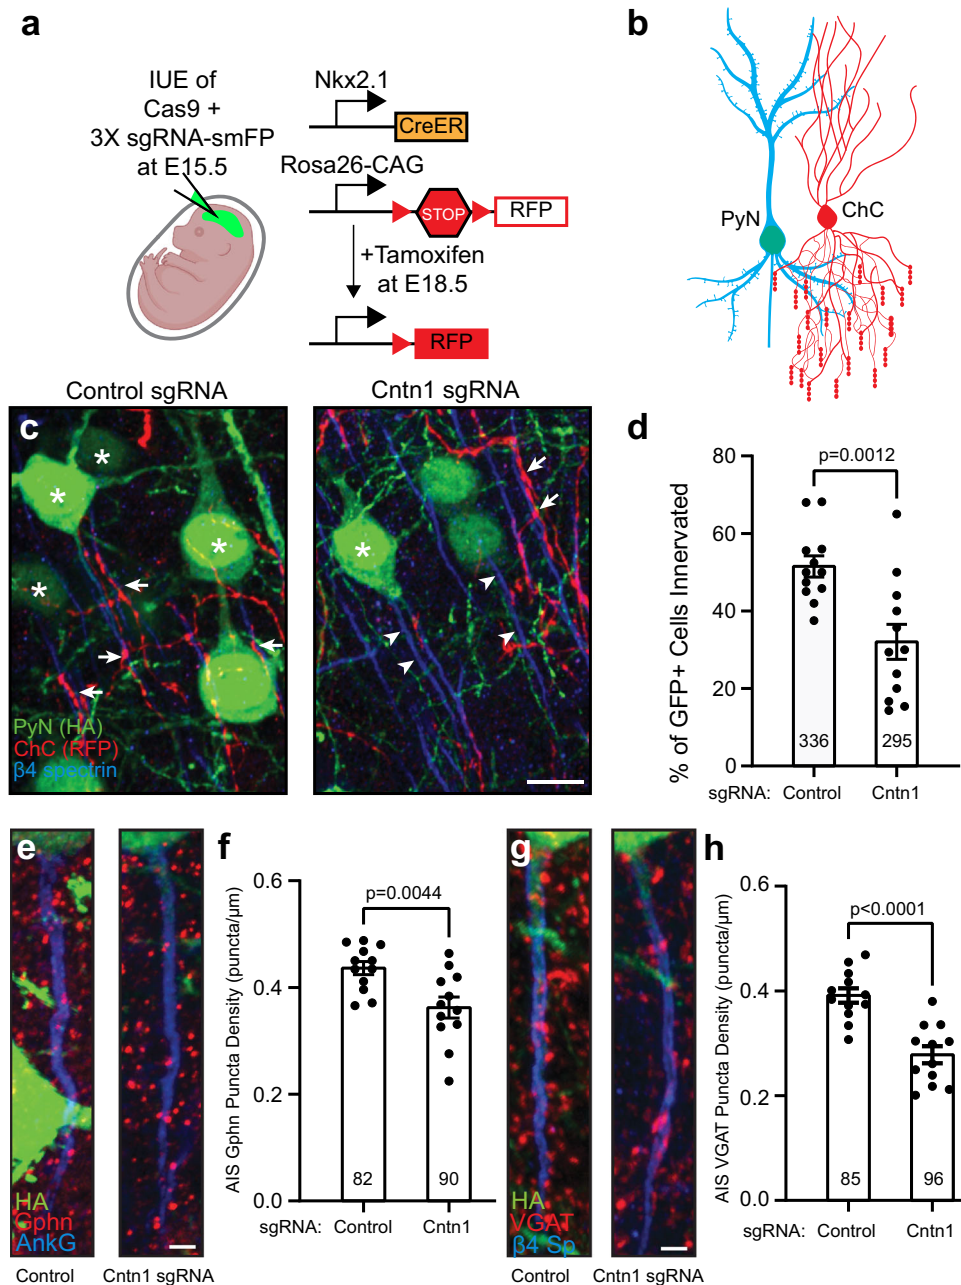 a
IUE of
Cas9 +
3X sgRNA-smFP
at E15.5
Nkx2.1
CreER
Rosa26-CAG
STOP
RFP
+Tamoxifen
at E18.5
RFP
b
PyN
ChC
Control sgRNA
Cntn1 sgRNA
c
*
*
*
*
*
PyN (HA)
ChC (RFP)
β4 spectrin
d
p=0.0012
% of GFP+ Cells Innervated
80
60
40
20
0
336
295
sgRNA:
Control
Cntn1
e
HA
Gphn
AnkG
Control
Cntn1 sgRNA
f
p=0.0044
AIS Gphn Puncta Density (puncta/µm)
0.6
0.4
0.2
0.0
82
90
sgRNA:
Control
Cntn1
g
HA
VGAT
β4 Sp
Control
Cntn1 sgRNA
h
p<0.0001
AIS VGAT Puncta Density (puncta/µm)
0.6
0.4
0.2
0.0
85
96
sgRNA:
Control
Cntn1